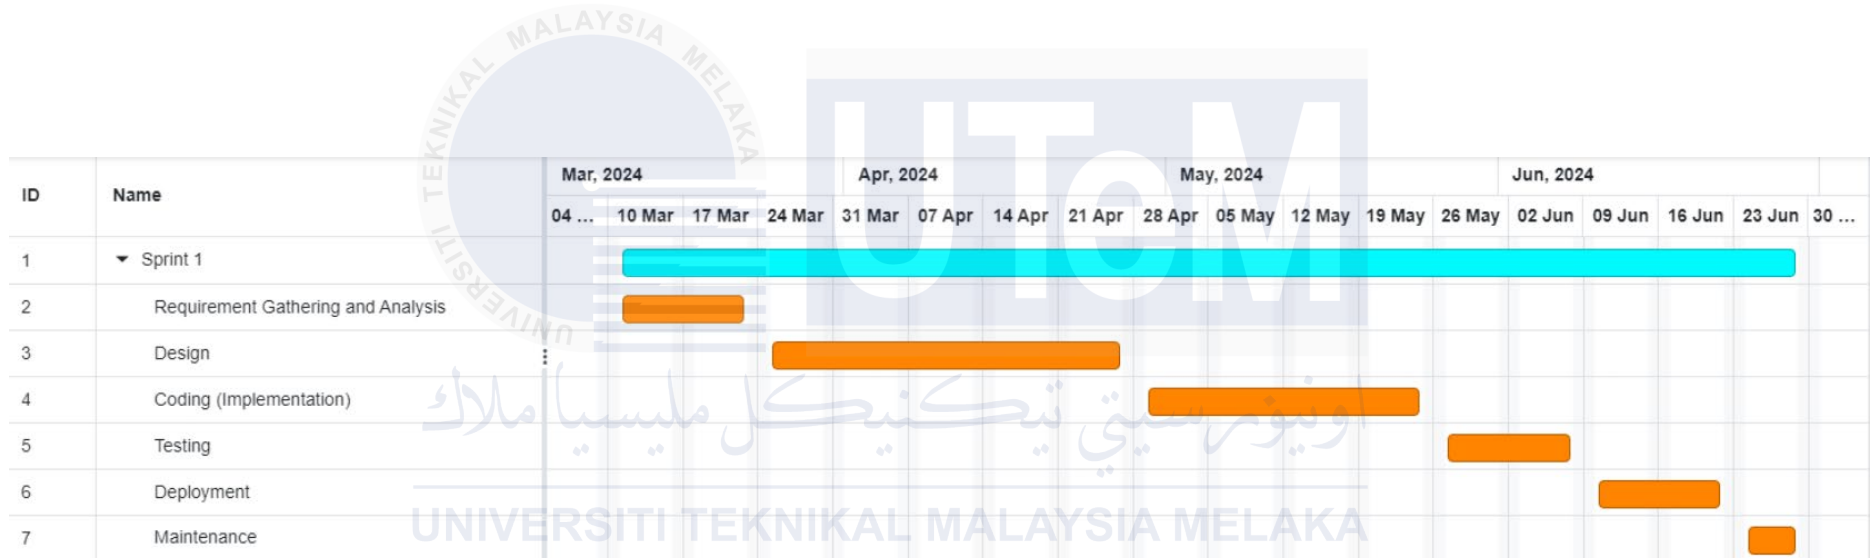 UNIVERSITI TEKNIKAL MALAYSIA MELAKA
UTeM
ID Name Mar, 2024 Apr, 2024 May, 2024 Jun, 2024
04 ... 10 Mar 17 Mar 24 Mar 31 Mar 07 Apr 14 Apr 21 Apr 28 Apr 05 May 12 May 19 May 26 May 02 Jun 09 Jun 16 Jun 23 Jun 30 ...
1 Sprint 1
2 Requirement Gathering and Analysis
3 Design
4 Coding (Implementation)
اونيۏرسيتي تيکنيکل مليسيا ملاک
5 Testing
6 Deployment
7 Maintenance
UNIVERSITI TEKNIKAL MALAYSIA MELAKA